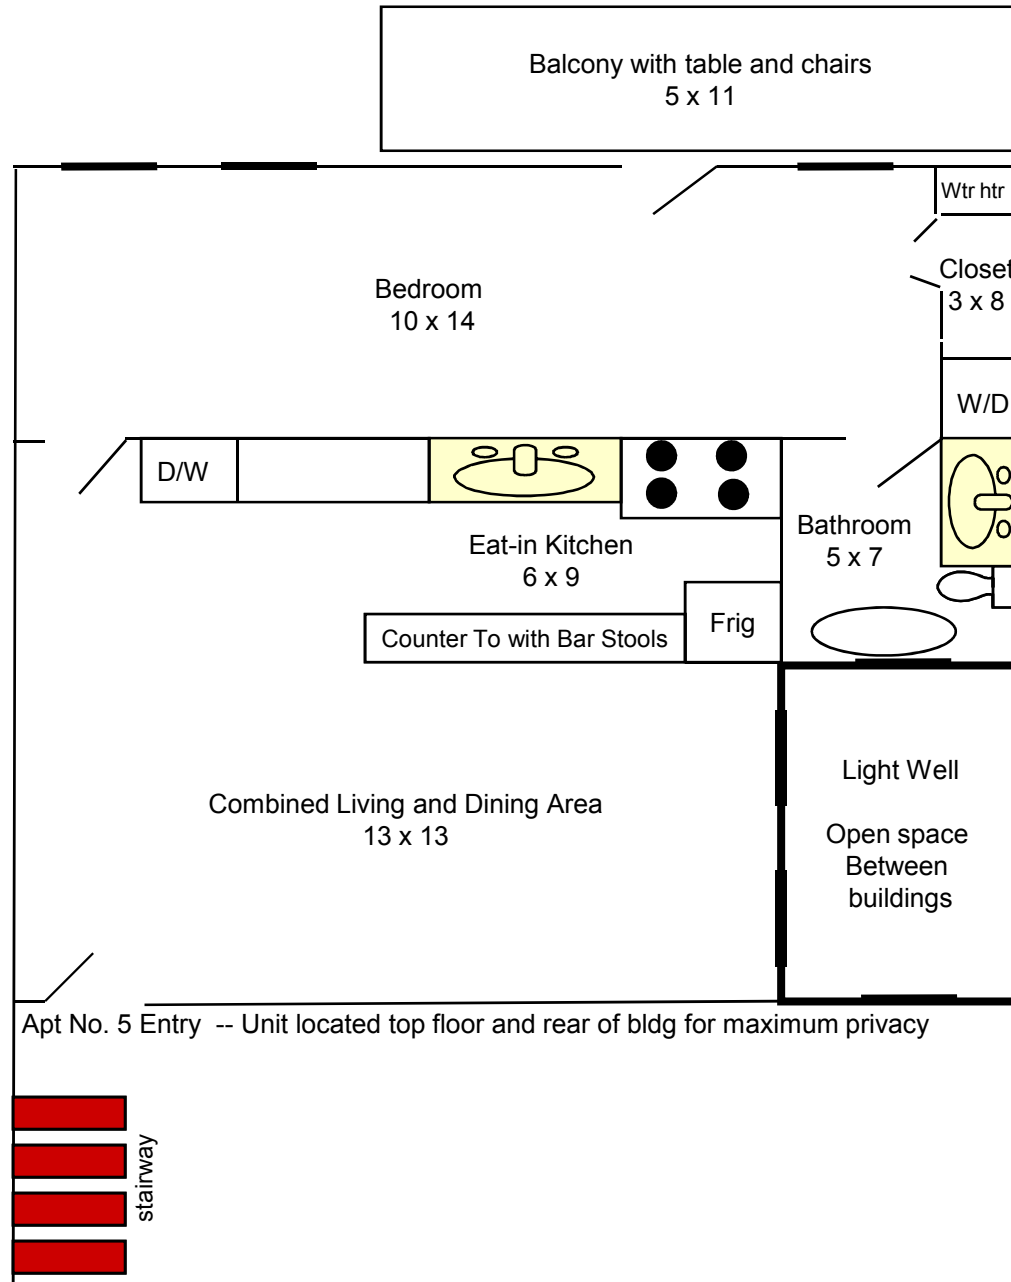 Balcony with table and chairs
5 x 11
Wtr htr
Closet
3 x 8
Bedroom
10 x 14
W/D
D/W
Bathroom
5 x 7
Eat-in Kitchen
6 x 9
Frig
Counter To with Bar Stools
Light Well
Open space
Between
buildings
Combined Living and Dining Area
13 x 13
Apt No. 5 Entry -- Unit located top floor and rear of bldg for maximum privacy
stairway